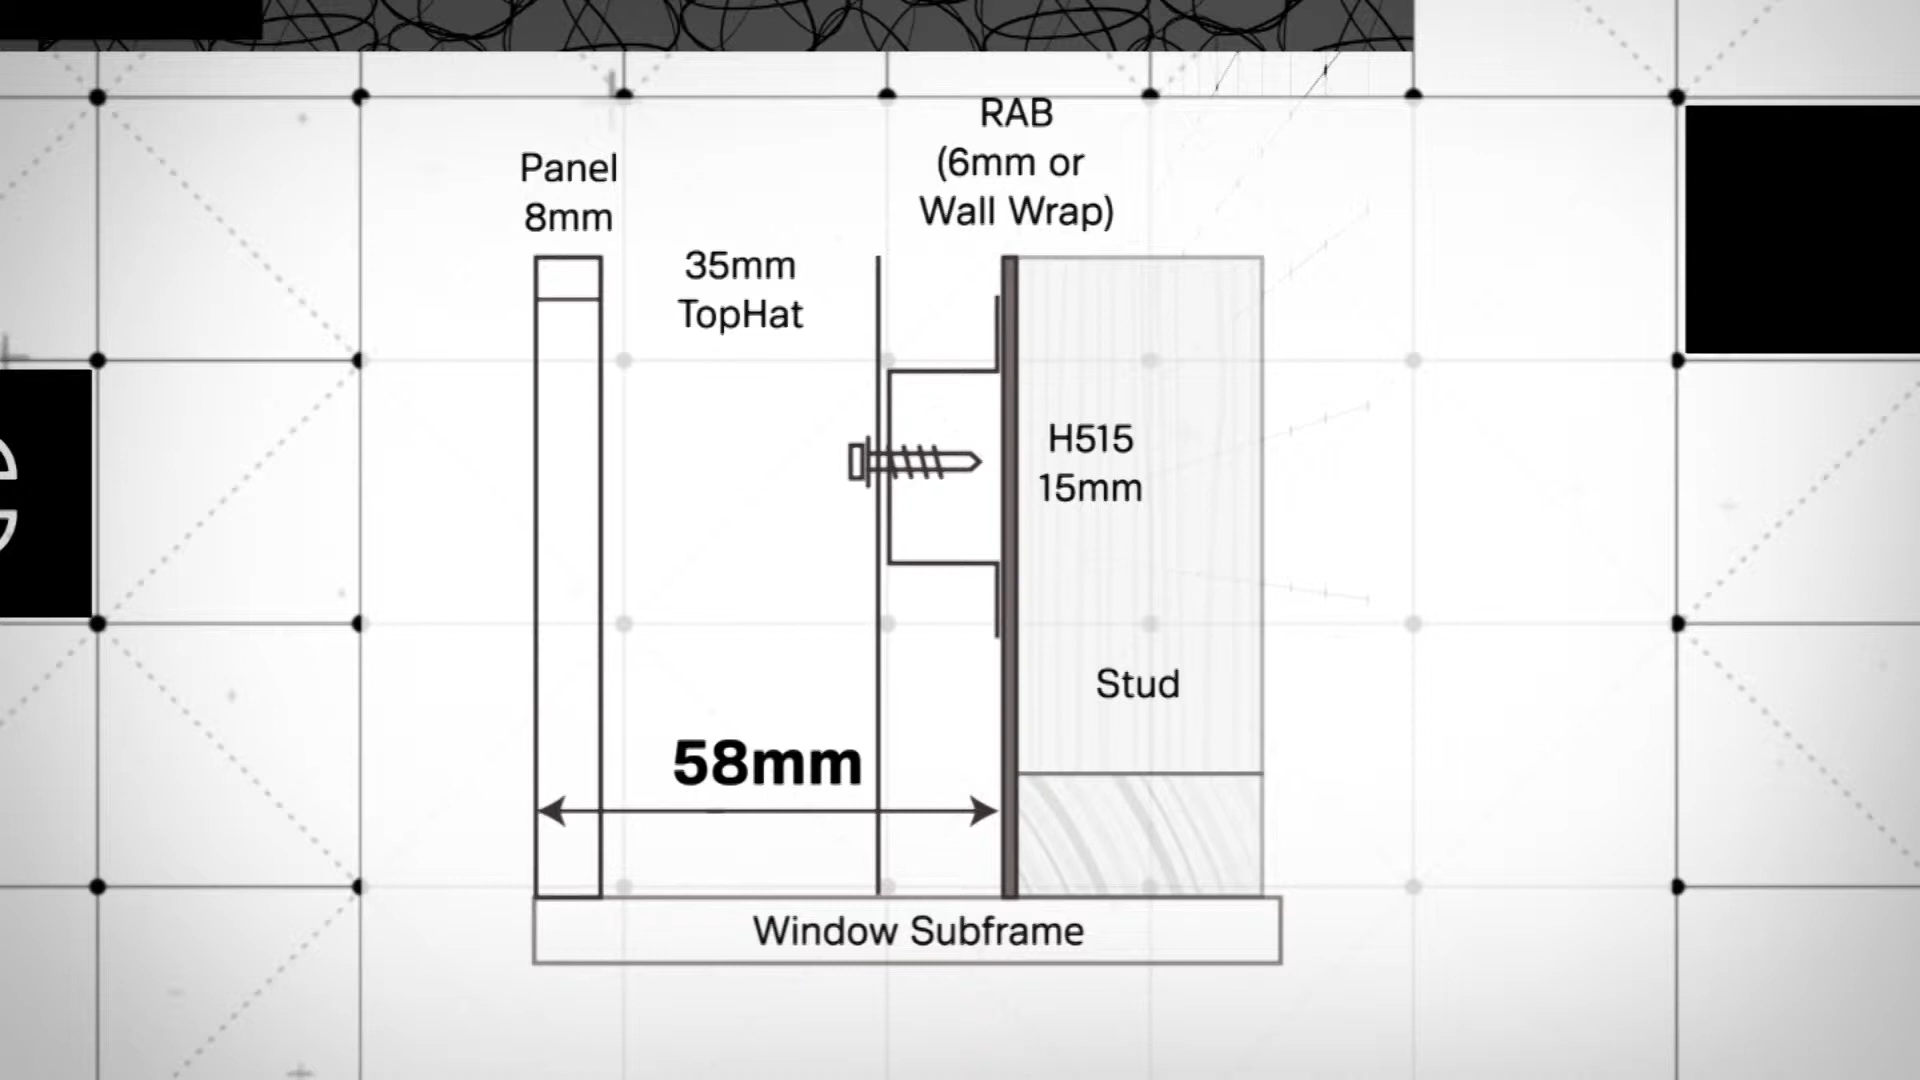 RAB
(6mm or
Wall Wrap)
Panel
8mm
35mm
TopHat
H515
15mm
Stud
58mm
Window Subframe